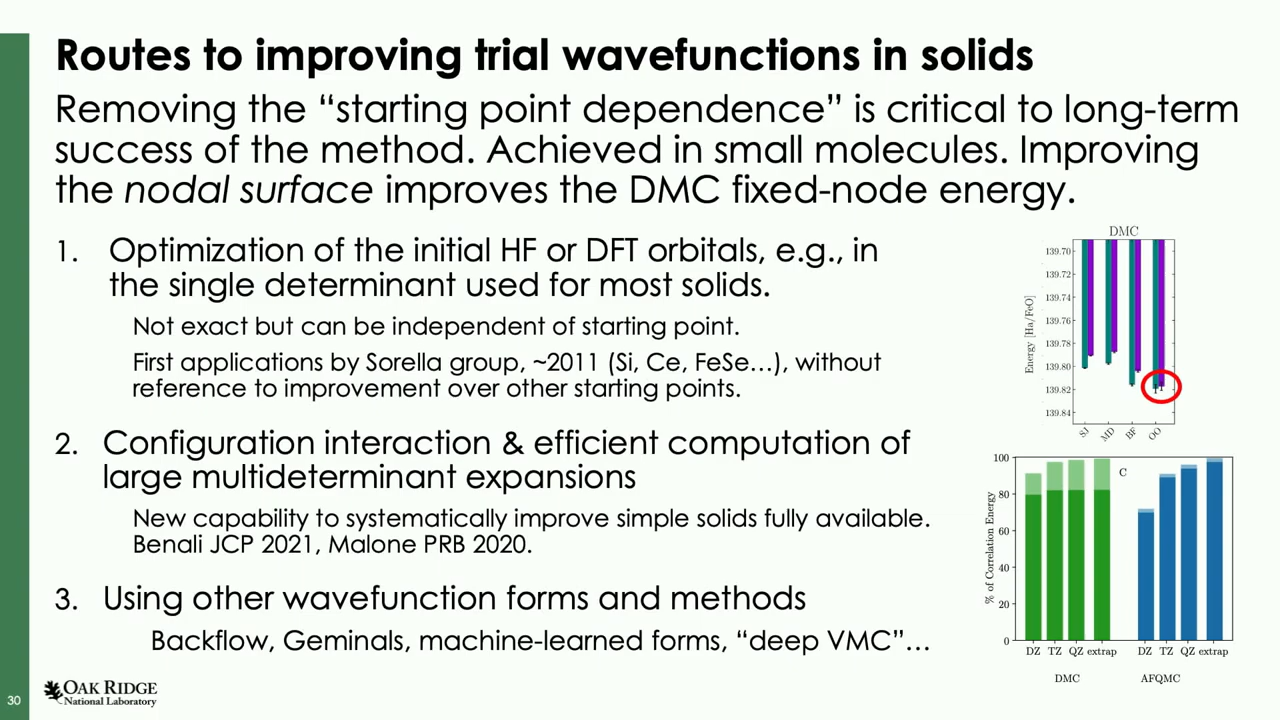 Routes to improving trial wavefunctions in solids
Removing the “starting point dependence” is critical to long-term
success of the method. Achieved in small molecules. Improving
the nodal surface improves the DMC fixed-node energy.
1. Optimization of the initial HF or DFT orbitals, e.g., in
the single determinant used for most solids.
Not exact but can be independent of starting point.
First applications by Sorella group, ~2011 (Si, Ce, FeSe…), without
reference to improvement over other starting points.
2. Configuration interaction & efficient computation of
large multideterminant expansions
New capability to systematically improve simple solids fully available.
Benali JCP 2021, Malone PRB 2020.
3. Using other wavefunction forms and methods
Backflow, Geminals, machine-learned forms, “deep VMC”…
DMC
Energy [Ha/FeO]
139.70
139.72
139.74
139.76
139.78
139.80
139.82
139.84
SJ MD BF OO
% of Correlation Energy
100
80
60
40
20
0
C
DZ TZ QZ extrap DZ TZ QZ extrap
DMC AFQMC
30
OAK RIDGE
National Laboratory